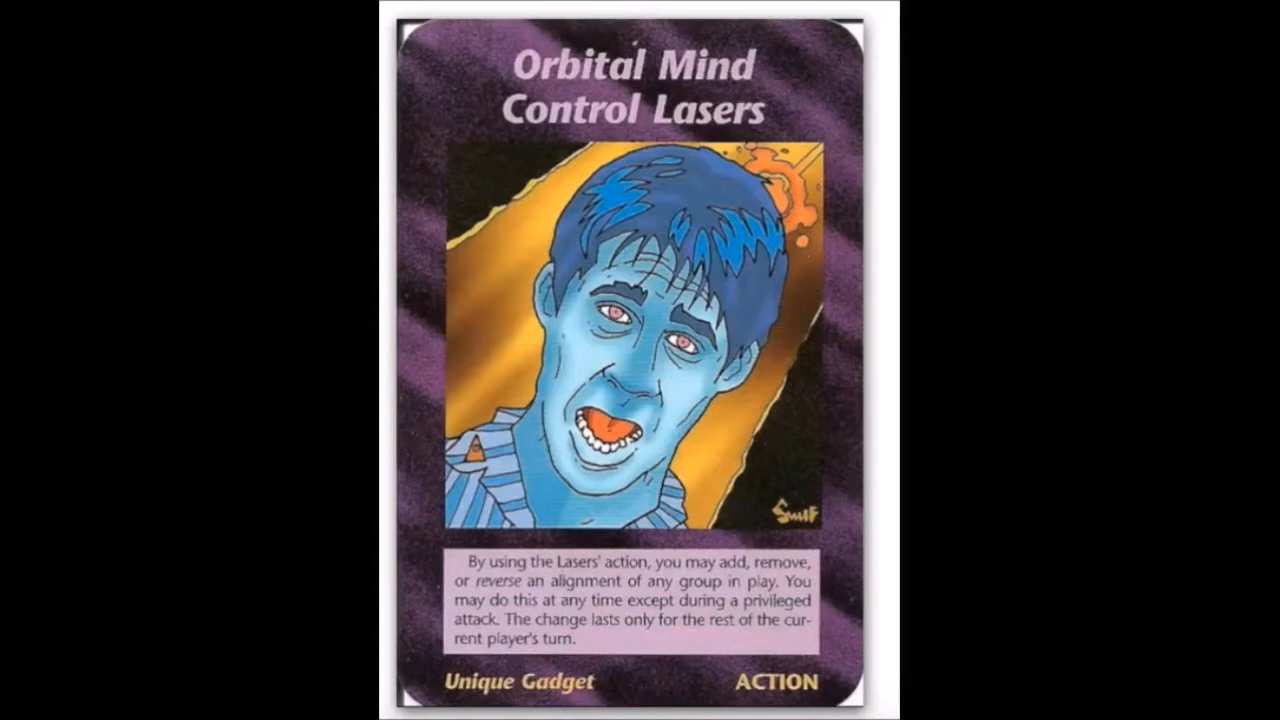 Orbital Mind
Control Lasers
By using the Lasers' action, you may add, remove,
or reverse an alignment of any group in play. You
may do this at any time except during a privileged
attack. The change lasts only for the rest of the cur-
rent player's turn.
Unique Gadget
ACTION